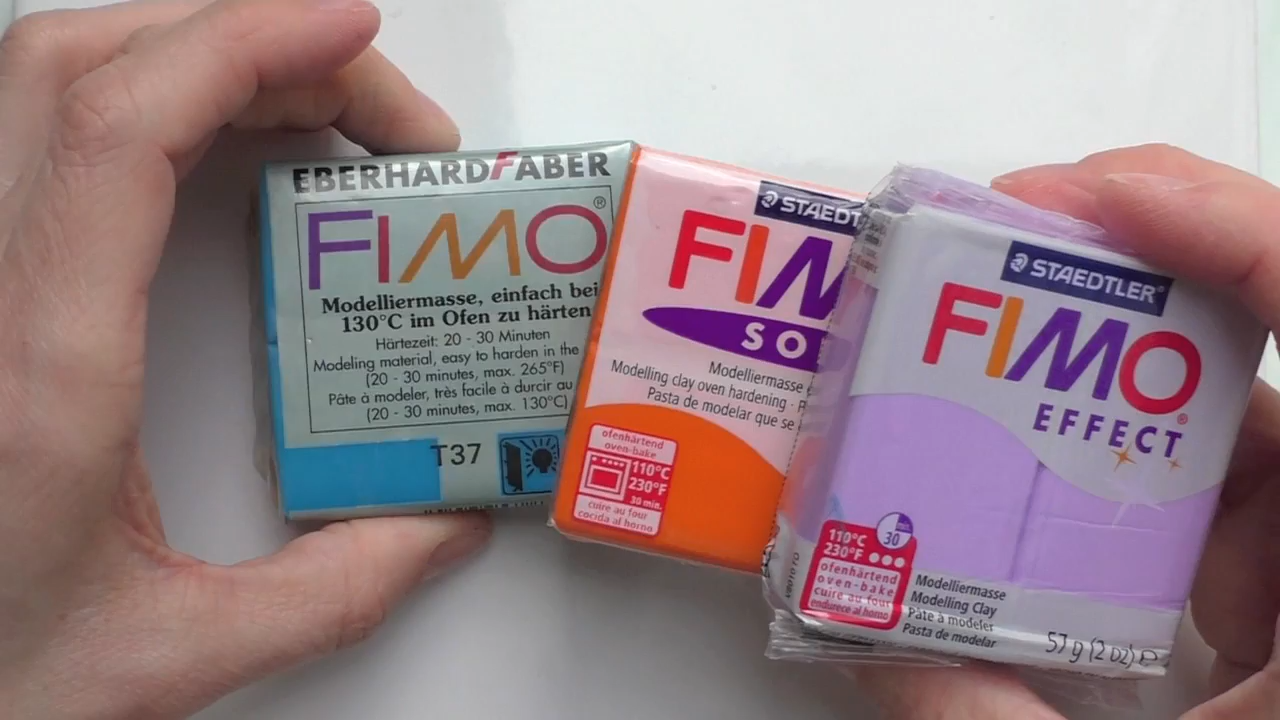 EBERHARDFABER
FIMO®
Modelliermasse, einfach bei
130°C im Ofen zu härten
Härtezeit: 20 - 30 Minuten
Modeling material, easy to harden in the
(20 - 30 minutes, max. 265°F)
Pâte à modeler, très facile à durcir au
(20 - 30 minutes, max. 130°C)
T37
STAEDT
FIM
SO
Modelliermasse
Modelling clay oven hardening · P
Pasta de modelar que se
ofenhärtend
oven-bake
110°C
230°F
30 min.
cuire au four
cocida al horno
STAEDTLER®
FIMO®
EFFECT
min.
30
110°C
230°F
ofenhärtend
oven-bake
cuire au four
endurece al horno
Modelliermasse
Modelling Clay
Pâte à modeler
Pasta de modelar
57 g (2 oz) e